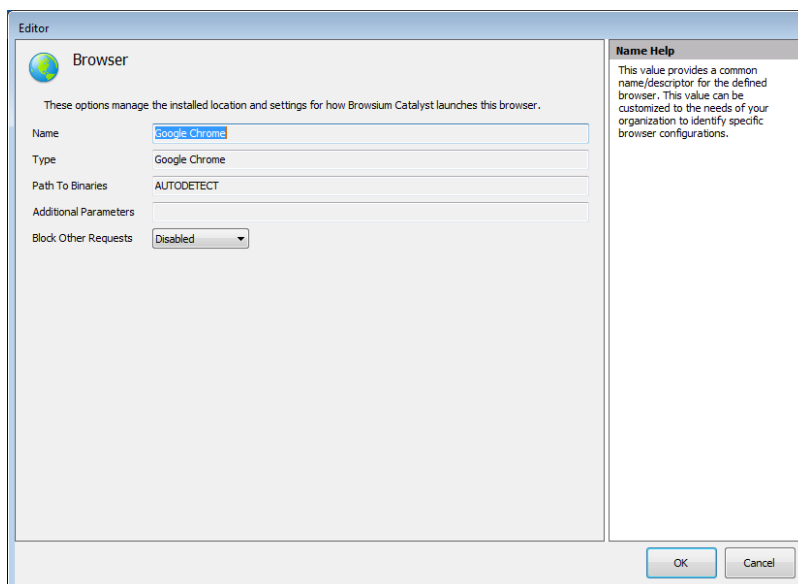 Editor
Browser
These options manage the installed location and settings for how Browsium Catalyst launches this browser.
Name
Google Chrome
Type
Google Chrome
Path To Binaries
AUTODETECT
Additional Parameters
Block Other Requests
Disabled
Name Help
This value provides a common
name/descriptor for the defined
browser. This value can be
customized to the needs of your
organization to identify specific
browser configurations.
OK
Cancel